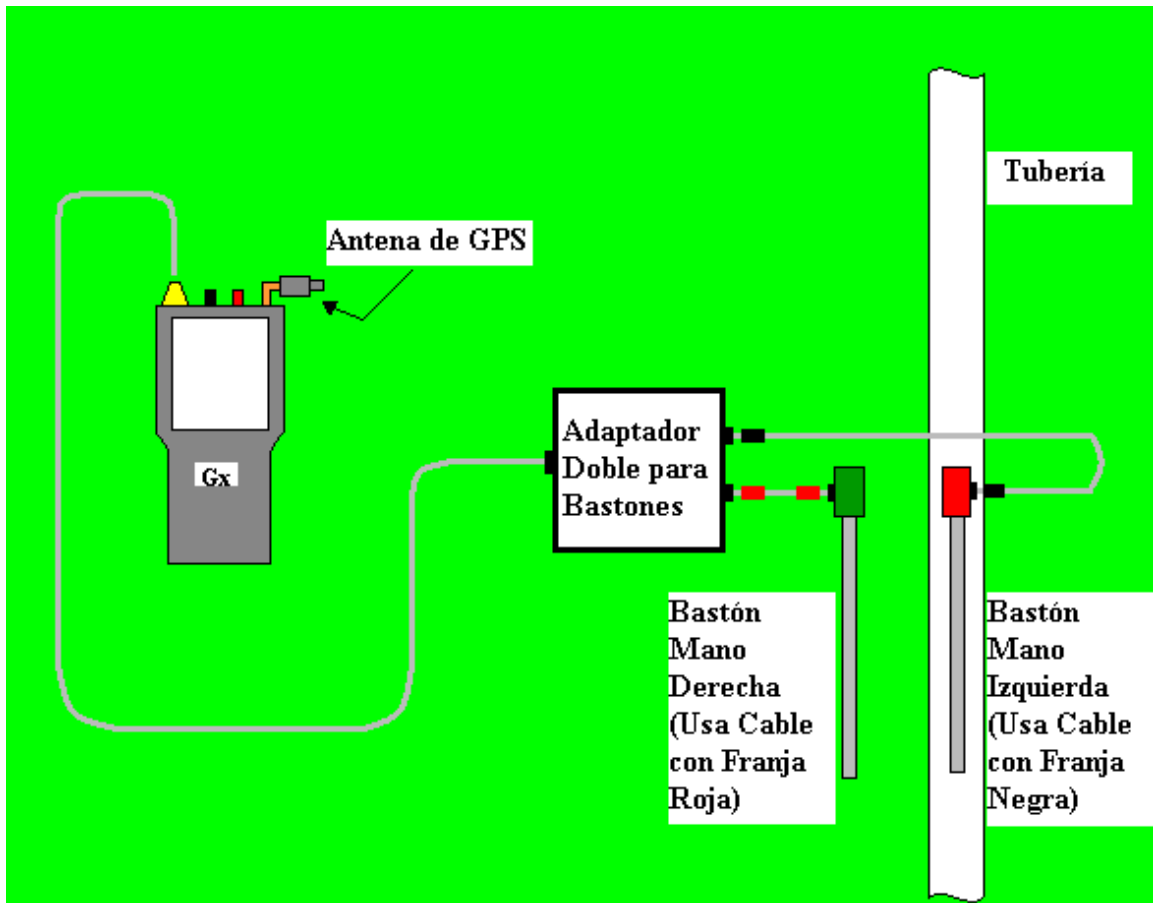 Tubería
Antena de GPS
Gx
Adaptador
Doble para
Bastones
Bastón
Mano
Derecha
(Usa Cable
con Franja
Roja)
Bastón
Mano
Izquierda
(Usa Cable
con Franja
Negra)